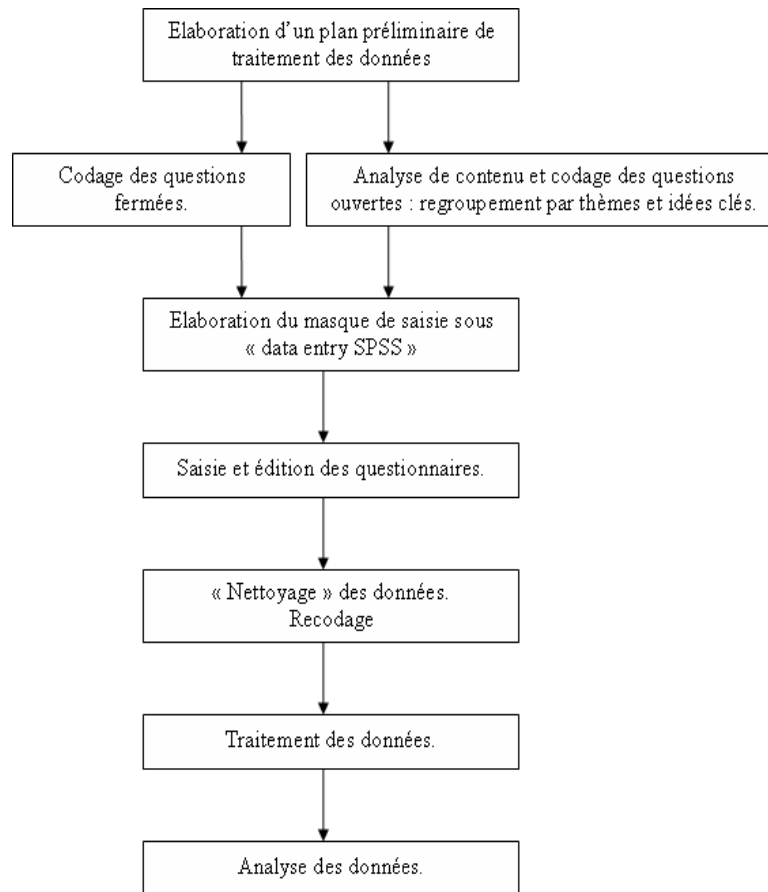 Elaboration d'un plan préliminaire de
traitement des données
Codage des questions
fermées.
Analyse de contenu et codage des questions
ouvertes : regroupement par thèmes et idées clés.
Elaboration du masque de saisie sous
« data entry SPSS »
Saisie et édition des questionnaires.
« Nettoyage » des données.
Recodage
Traitement des données.
Analyse des données.